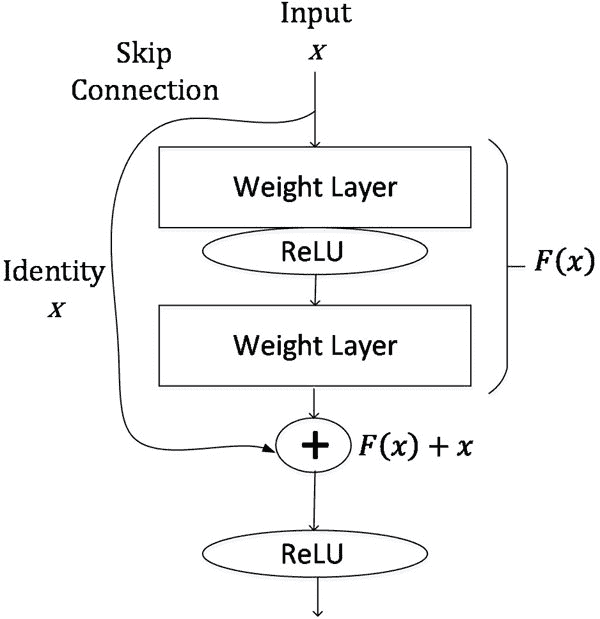 Input
x
Skip
Connection
Weight Layer
ReLU
F(x)
Identity
x
Weight Layer
+ F(x) + x
ReLU